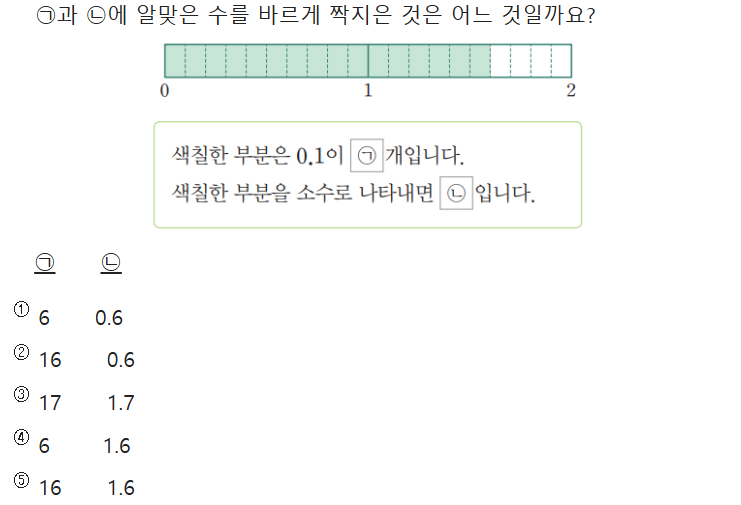 ㉠과 ㉡에 알맞은 수를 바르게 짝지은 것은 어느 것일까요?
0 1 2
색칠한 부분은 0.1이 ㉠ 개입니다.
색칠한 부분을 소수로 나타내면 ㉡ 입니다.
㉠ ㉡
① 6 0.6
② 16 0.6
③ 17 1.7
④ 6 1.6
⑤ 16 1.6